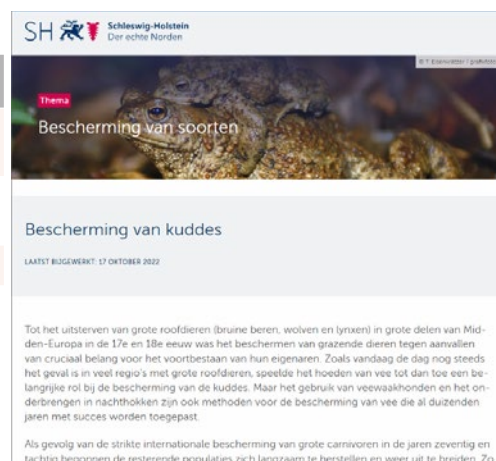 SH Schleswig-Holstein
Der echte Norden
© T. Eisenkrätzer / grafikfoto
Thema
Bescherming van soorten
Bescherming van kuddes
LAATST BIJGEWERKT: 17 OKTOBER 2022
Tot het uitsterven van grote roofdieren (bruine beren, wolven en lynxen) in grote delen van Mid-
den-Europa in de 17e en 18e eeuw was het beschermen van grazende dieren tegen aanvallen
van cruciaal belang voor het voortbestaan van hun eigenaren. Zoals vandaag de dag nog steeds
het geval is in veel regio's met grote roofdieren, speelde het hoeden van vee tot dan toe een be-
langrijke rol bij de bescherming van de kuddes. Maar het gebruik van veewaakhonden en het on-
derbrengen in nachthokken zijn ook methoden voor de bescherming van vee die al duizenden
jaren met succes worden toegepast.
Als gevolg van de strikte internationale bescherming van grote carnivoren in de jaren zeventig en
tachtig begonnen de resterende populaties zich langzaam te herstellen en weer uit te breiden. Zo